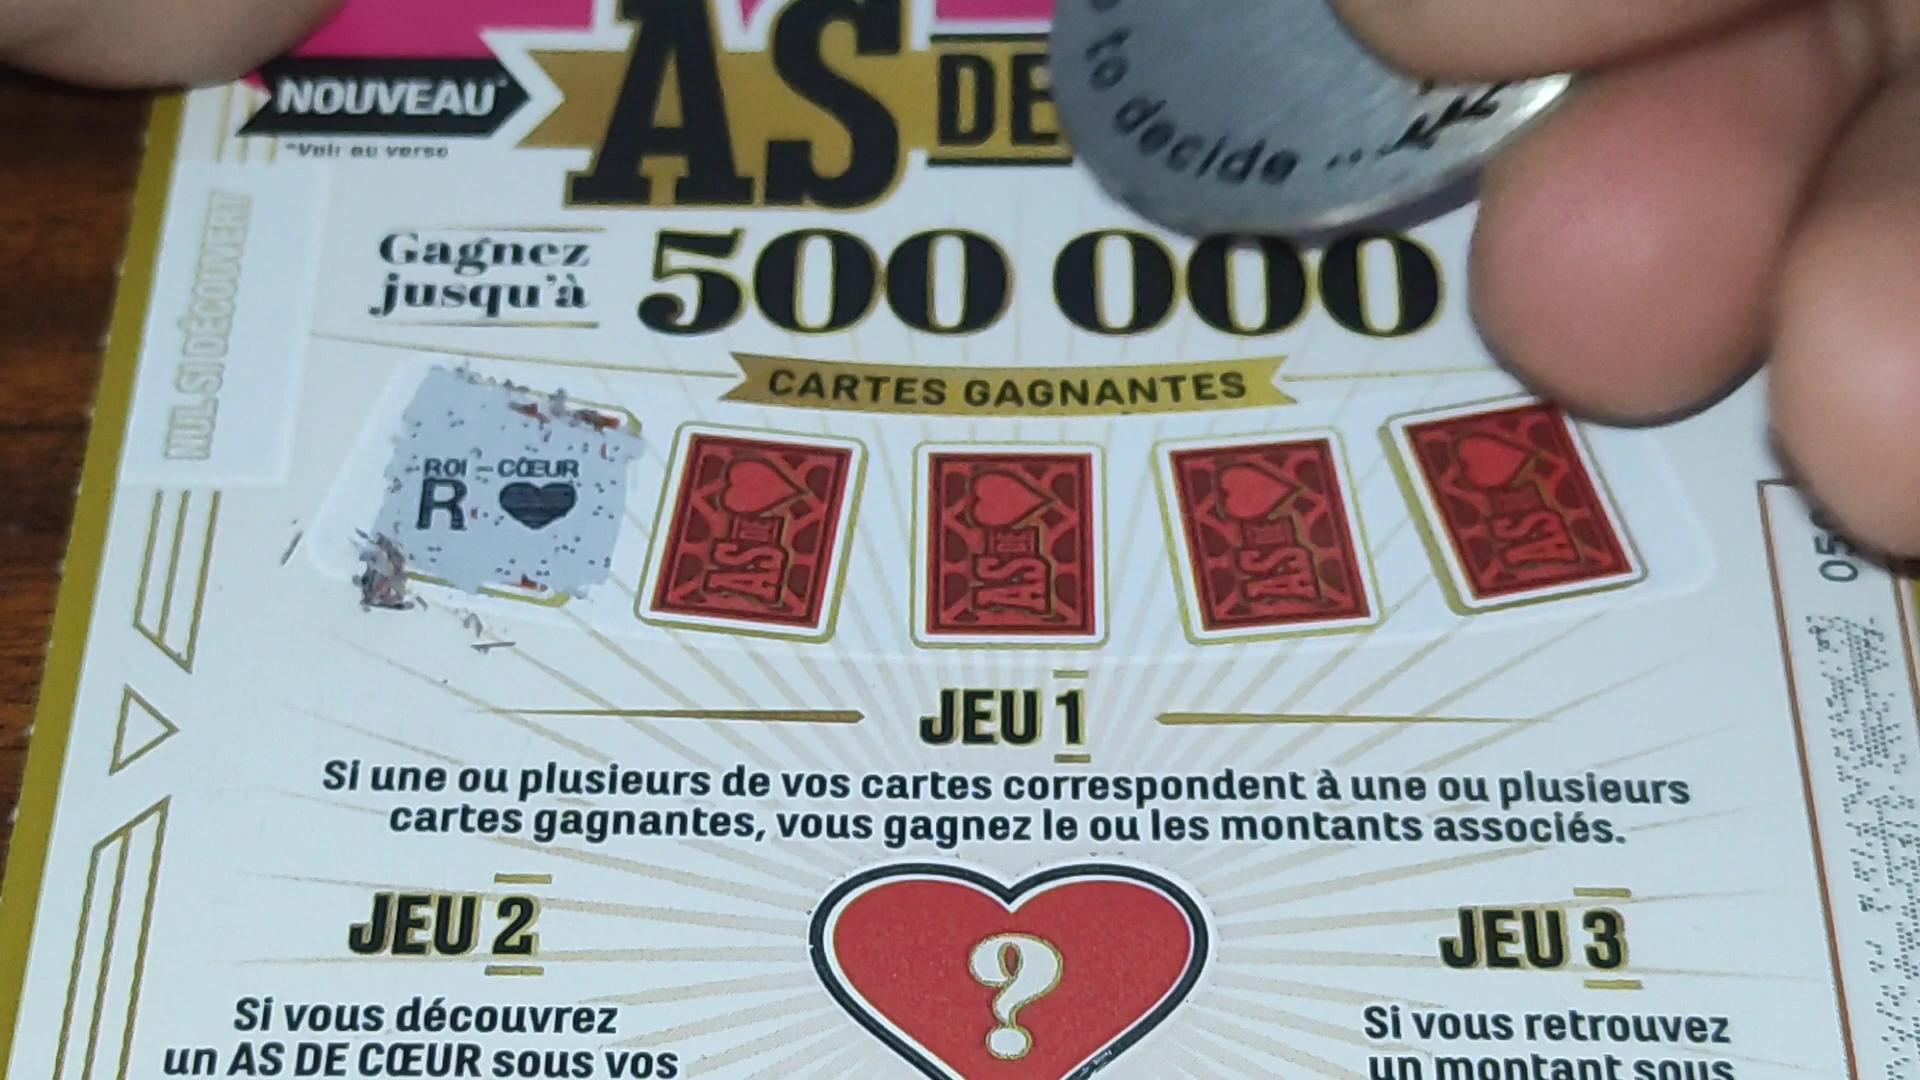 AS DE
NOUVEAU*
*Voir au verso
to decide ...
NUL SI DÉCOUVERT
Gagnez
jusqu'à
500 000
CARTES GAGNANTES
ROI - CŒUR
R
AS DE
AS DE
AS DE
AS
JEU 1
Si une ou plusieurs de vos cartes correspondent à une ou plusieurs
cartes gagnantes, vous gagnez le ou les montants associés.
JEU 2
?
JEU 3
Si vous découvrez
un AS DE CŒUR sous vos
Si vous retrouvez
un montant sous